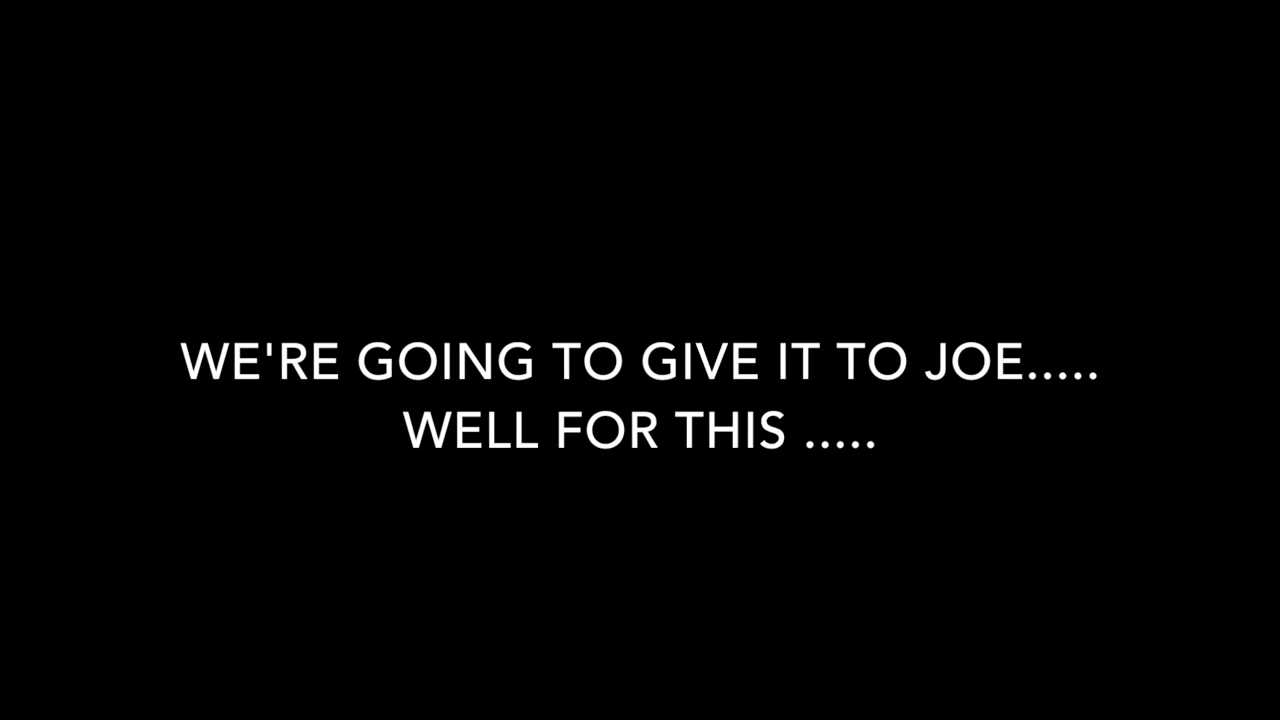 WE'RE GOING TO GIVE IT TO JOE.....
WELL FOR THIS .....